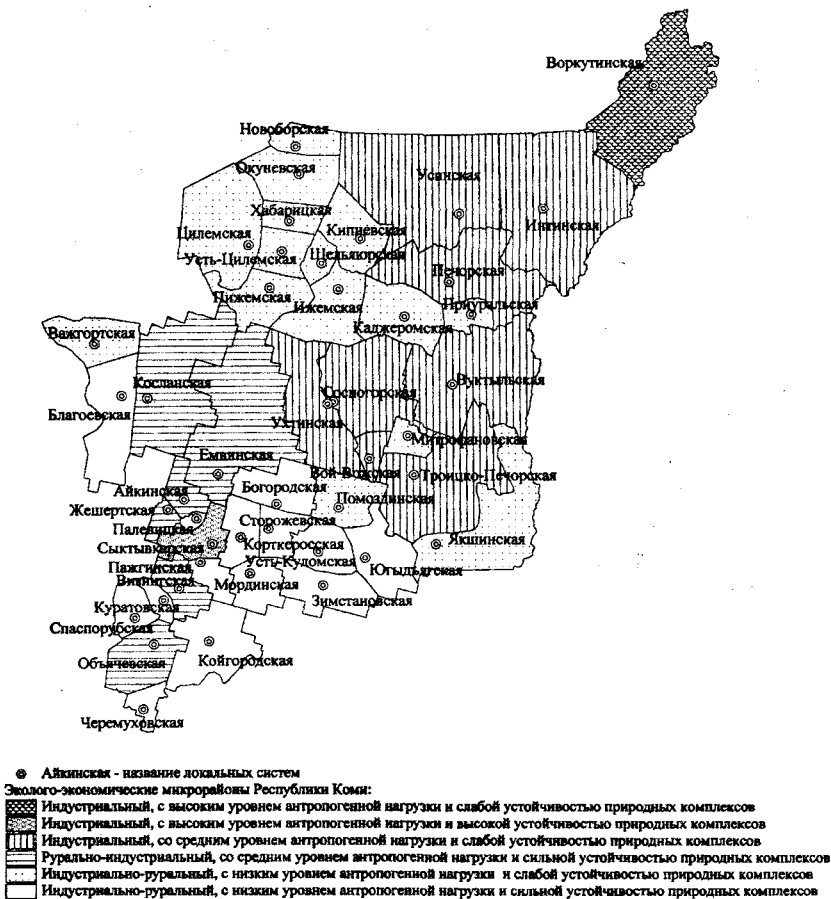 Воркутинская
Новоборская
Окуневская
Усинская
Хабарицкая
Интинская
Цилемская
Кипиевская
Усть-Цилемская
Щельяюрская
Печорская
Пижемская
Ижемская
Приуральская
Каджеромская
Важгортская
Косланская
Вуктыльская
Сосногорская
Благоевская
Ухтинская
Митрофановская
Емвинская
Вой-Вожская
Троицко-Печорская
Богородская
Айкинская
Помоздинская
Жешертская
Сторожевская
Палевицкая
Якшинская
Сыктывкарская
Корткеросская
Усть-Куломская
Югыдъягская
Пажгинская
Мординская
Визингская
Зимстановская
Куратовская
Спаспорубская
Объячевская
Койгородская
Черемуховская
Айкинская - название локальных систем
Эколого-экономические микрорайоны Республики Коми:
Индустриальный, с высоким уровнем антропогенной нагрузки и слабой устойчивостью природных комплексов
Индустриальный, с высоким уровнем антропогенной нагрузки и высокой устойчивостью природных комплексов
Индустриальный, со средним уровнем антропогенной нагрузки и слабой устойчивостью природных комплексов
Рурально-индустриальный, со средним уровнем антропогенной нагрузки и сильной устойчивостью природных комплексов
Индустриально-руральный, с низким уровнем антропогенной нагрузки и слабой устойчивостью природных комплексов
Индустриально-руральный, с низким уровнем антропогенной нагрузки и сильной устойчивостью природных комплексов